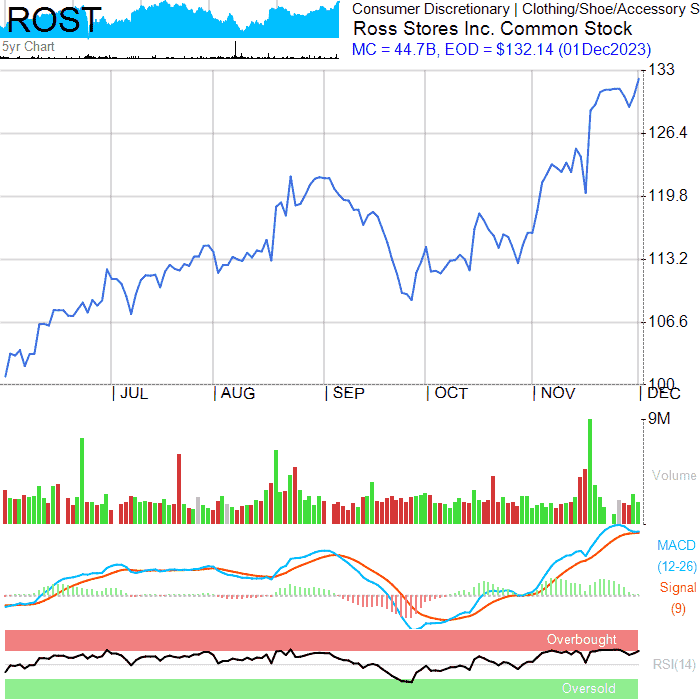 ROST
5yr Chart
Consumer Discretionary | Clothing/Shoe/Accessory S
Ross Stores Inc. Common Stock
MC = 44.7B, EOD = $132.14 (01Dec2023)
133
126.4
119.8
113.2
106.6
100
| JUL | AUG | SEP | OCT | NOV | DEC
9M
Volume
MACD
(12-26)
Signal
(9)
Overbought
RSI(14)
Oversold